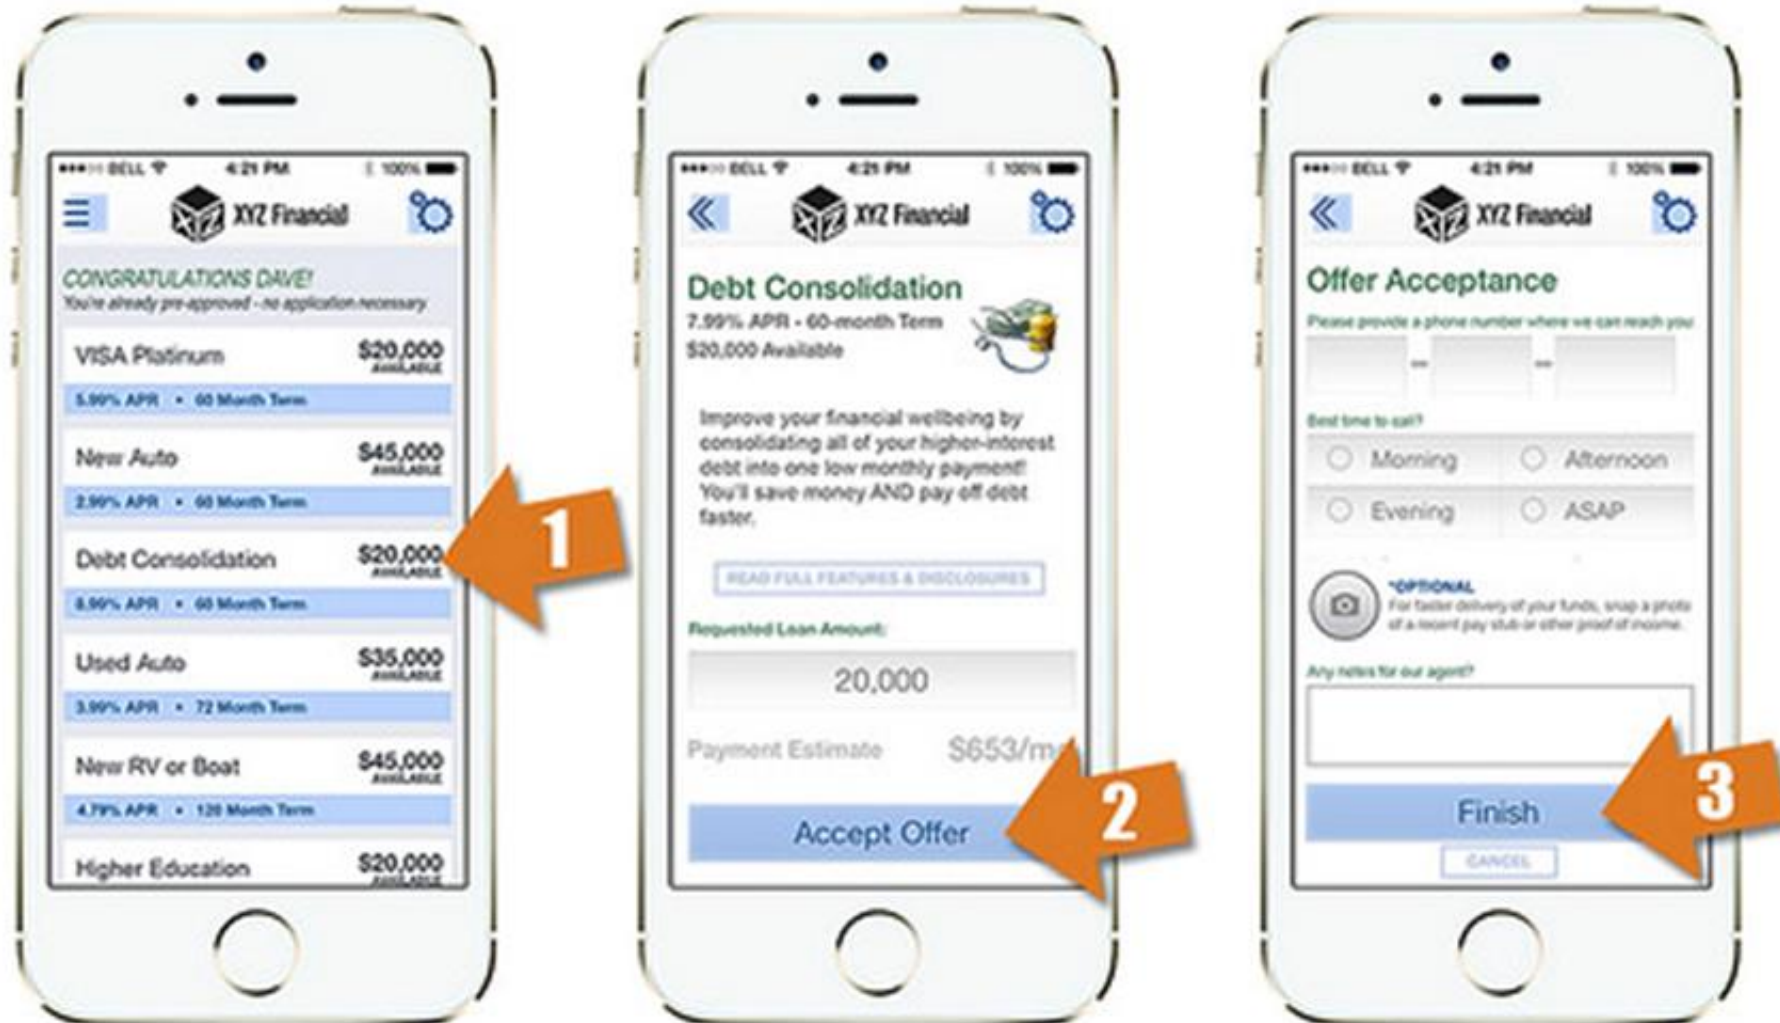 BELL 4:21 PM 100%
XYZ XYZ Financial
CONGRATULATIONS DAVE!
You're already pre-approved - no application necessary
VISA Platinum $20,000
AVAILABLE
5.99% APR • 60 Month Term
New Auto $45,000
AVAILABLE
2.99% APR • 60 Month Term
Debt Consolidation $20,000
AVAILABLE
8.99% APR • 60 Month Term
Used Auto $35,000
AVAILABLE
3.99% APR • 72 Month Term
New RV or Boat $45,000
AVAILABLE
4.79% APR • 120 Month Term
Higher Education $20,000
AVAILABLE
1
BELL 4:21 PM 100%
XYZ XYZ Financial
Debt Consolidation
7.99% APR - 60-month Term
$20,000 Available
Improve your financial wellbeing by
consolidating all of your higher-interest
debt into one low monthly payment!
You'll save money AND pay off debt
faster.
READ FULL FEATURES & DISCLOSURES
Requested Loan Amount:
20,000
Payment Estimate $653/m
Accept Offer
2
BELL 4:21 PM 100%
XYZ XYZ Financial
Offer Acceptance
Please provide a phone number where we can reach you:
Best time to call?
Morning Afternoon
Evening ASAP
*OPTIONAL
For faster delivery of your funds, snap a photo
of a recent pay stub or other proof of income.
Any notes for our agent?
Finish
CANCEL
3